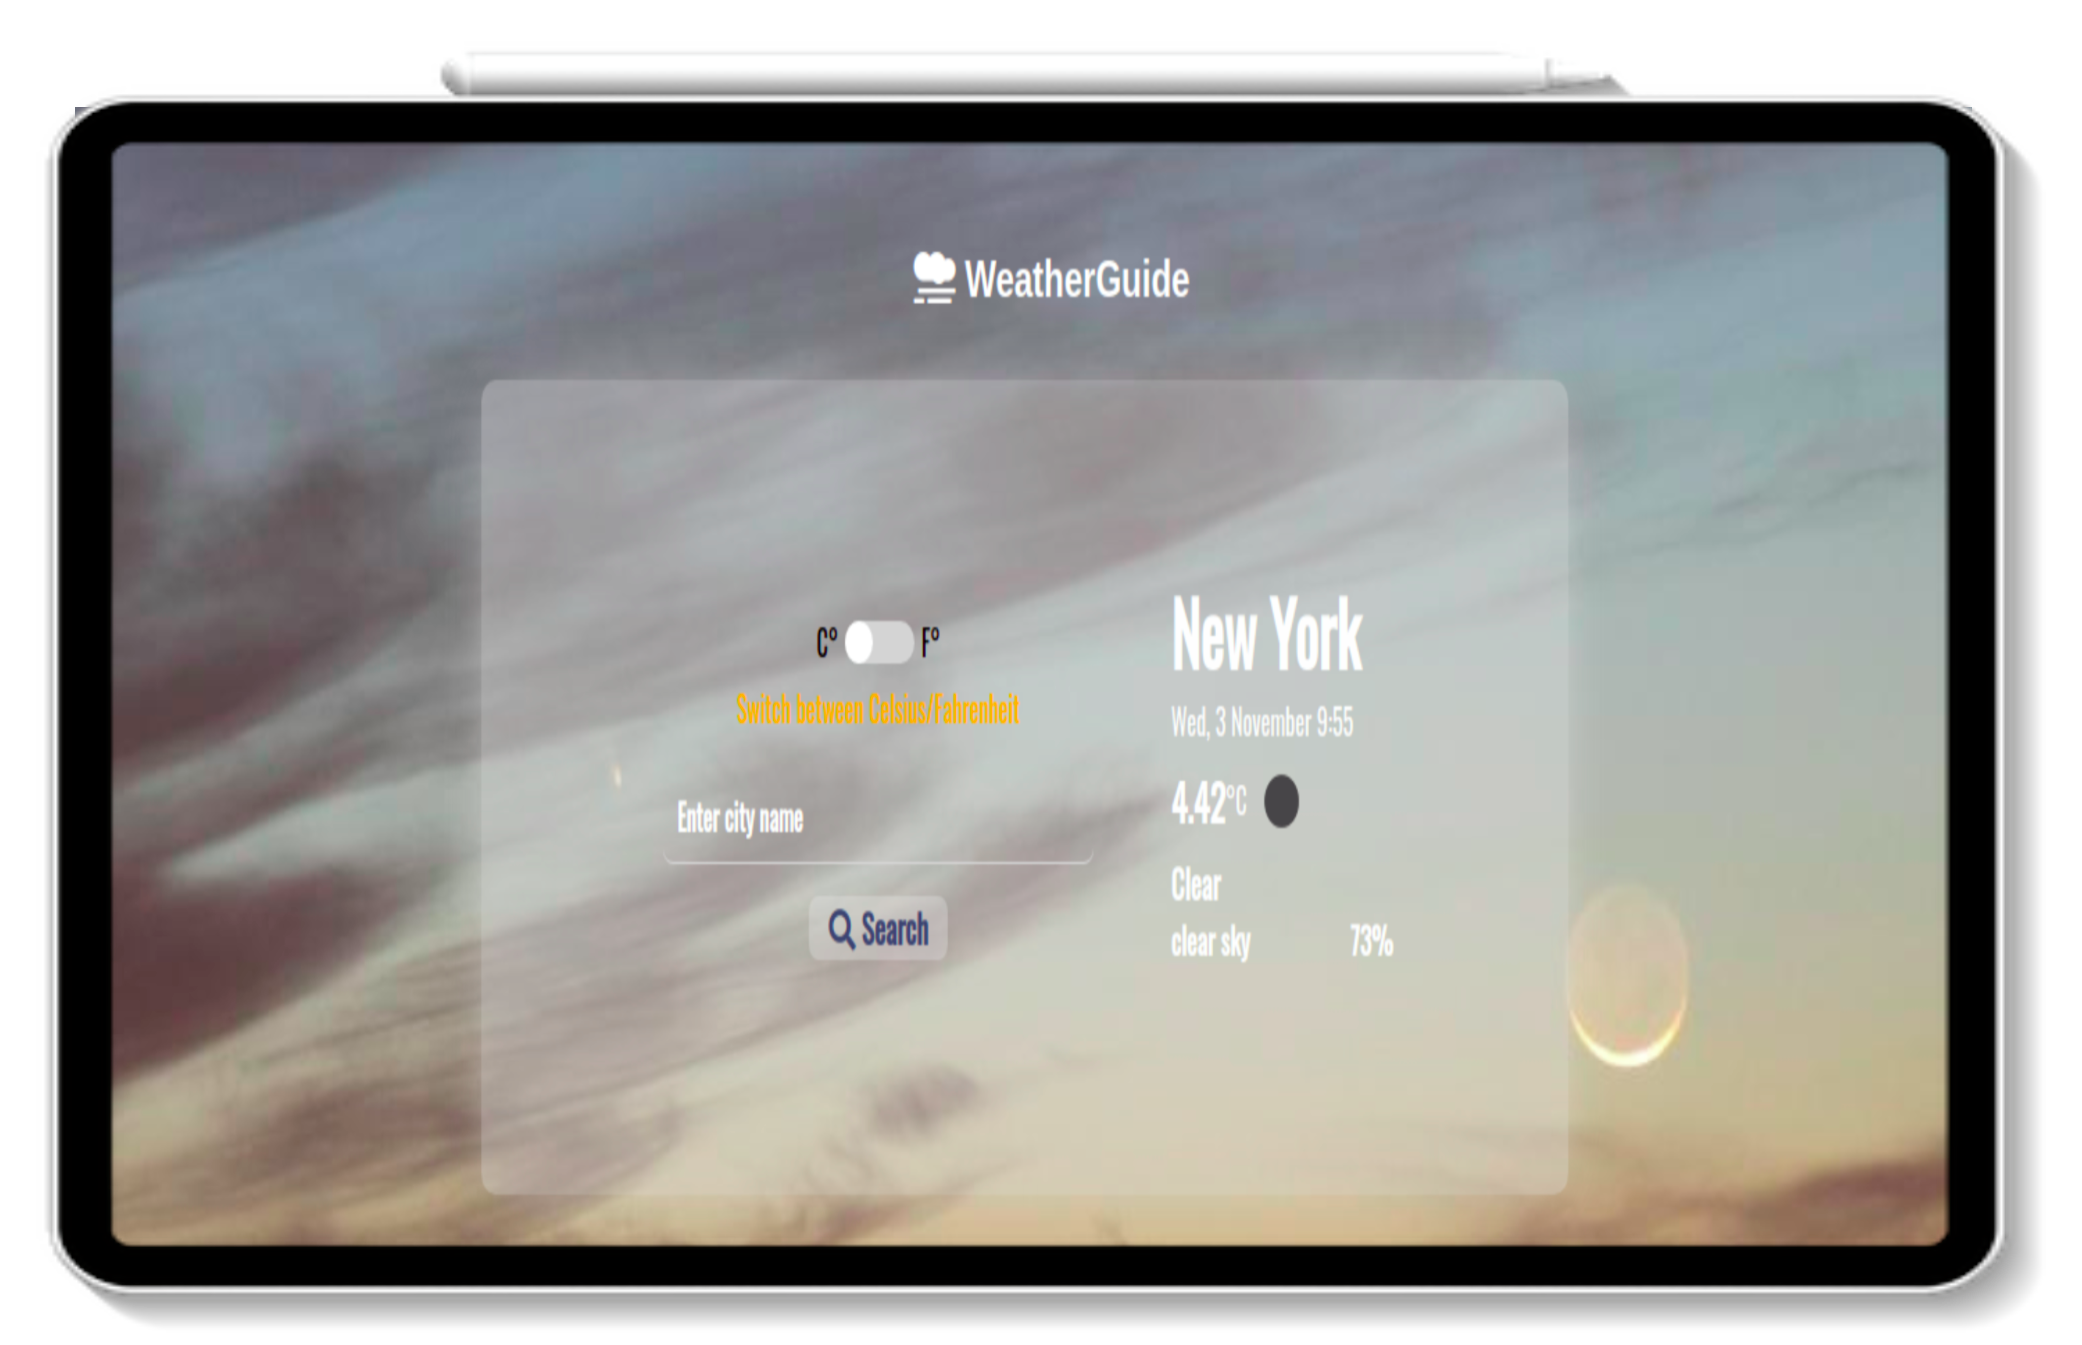 WeatherGuide
C° F°
Switch between Celsius/Fahrenheit
Enter city name
Search
New York
Wed, 3 November 9:55
4.42°C
Clear
clear sky 73%